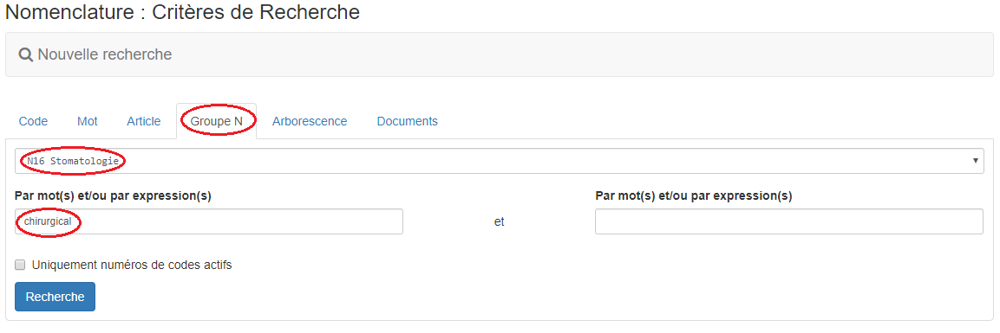 Nomenclature : Critères de Recherche
Nouvelle recherche
Code Mot Article Groupe N Arborescence Documents
N16 Stomatologie
Par mot(s) et/ou par expression(s) Par mot(s) et/ou par expression(s)
chirurgical et
Uniquement numéros de codes actifs
Recherche